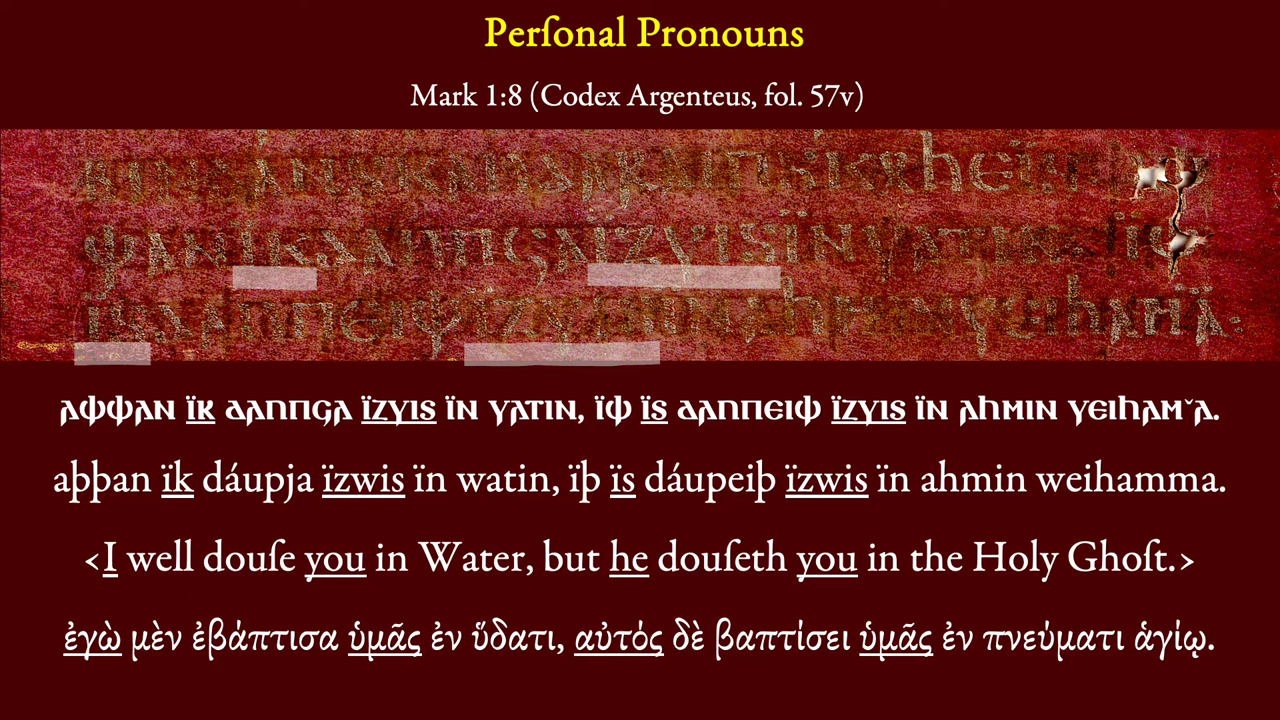 Perſonal Pronouns
Mark 1:8 (Codex Argenteus, fol. 57v)
𐌰𐌸𐌸𐌰𐌽 𐌹̈𐌺 𐌳𐌰𐌿𐍀𐌾𐌰 𐌹̈𐌶𐍅𐌹𐍃 𐌹̈𐌽 𐍅𐌰𐍄𐌹𐌽, 𐌹̈𐌸 𐌹̈𐍃 𐌳𐌰𐌿𐍀𐌴𐌹𐌸 𐌹̈𐌶𐍅𐌹𐍃 𐌹̈𐌽 𐌰𐌷𐌼𐌹𐌽 𐍅𐌴𐌹𐌷𐌰𐌼ˇ𐌰.
aþþan ïk dáupja ïzwis ïn watin, ïþ ïs dáupeiþ ïzwis ïn ahmin weihamma.
<I well douſe you in Water, but he douſeth you in the Holy Ghoſt.>
ἐγὼ μὲν ἐβάπτισα ὑμᾶς ἐν ὕδατι, αὐτός δὲ βαπτίσει ὑμᾶς ἐν πνεύματι ἁγίῳ.